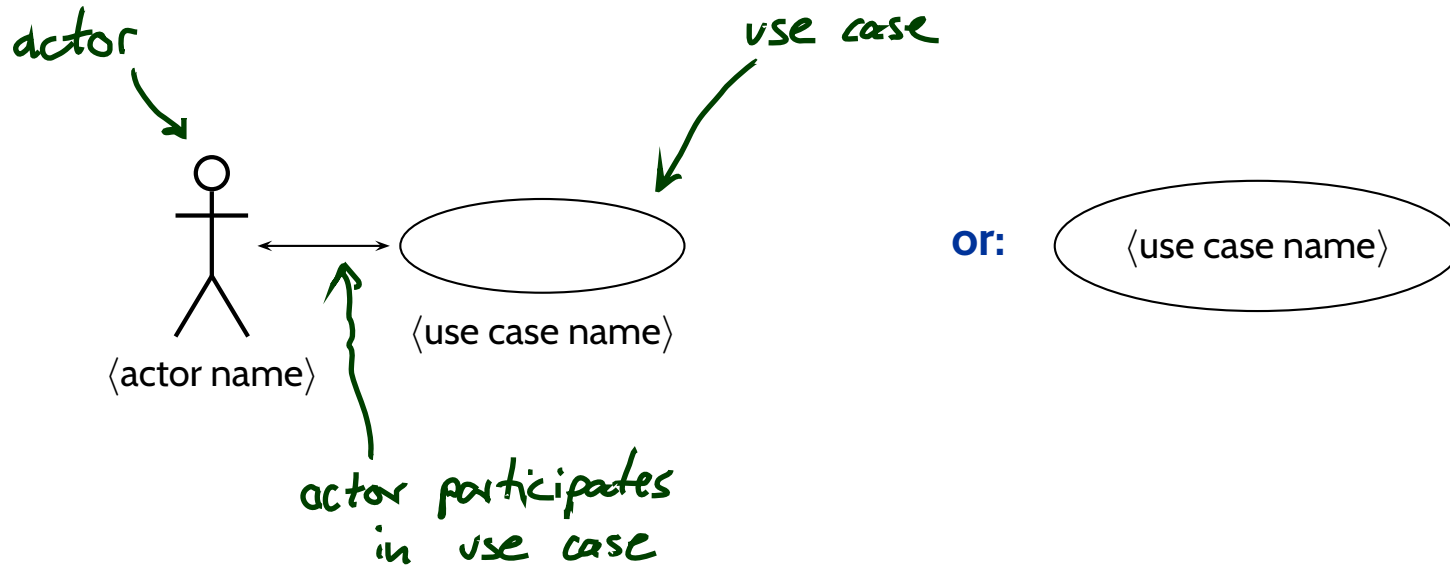 actor
use case
or:
⟨use case name⟩
⟨use case name⟩
⟨actor name⟩
actor participates
in use case